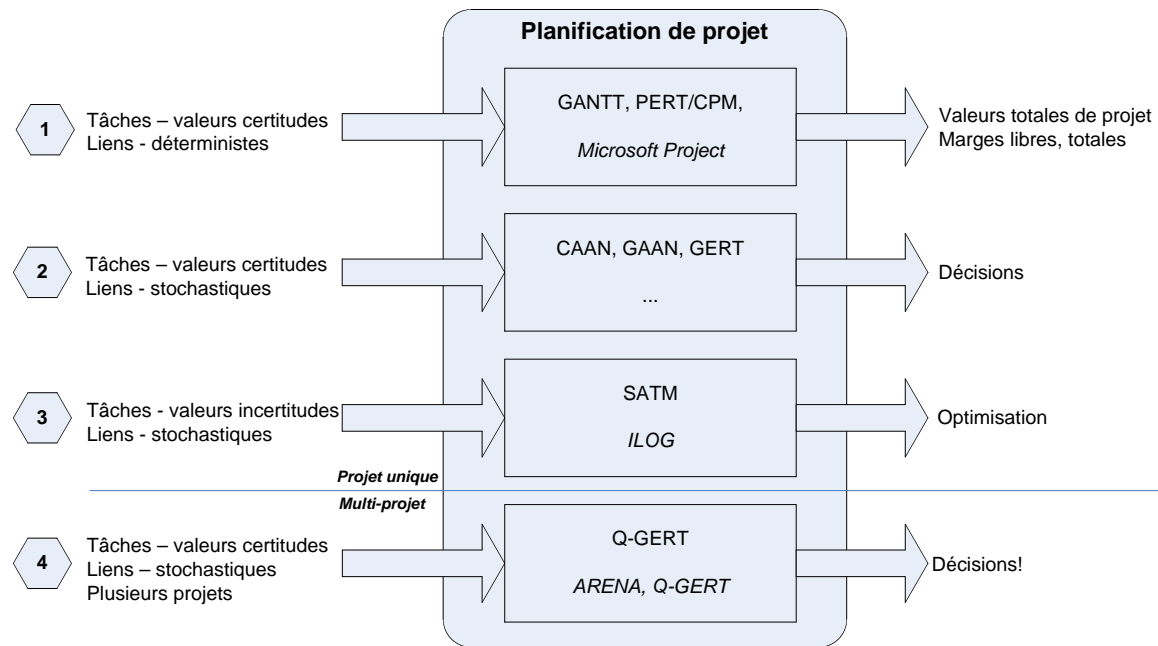 Planification de projet
1
Tâches – valeurs certitudes
Liens - déterministes
GANTT, PERT/CPM,
Microsoft Project
Valeurs totales de projet
Marges libres, totales
2
Tâches – valeurs certitudes
Liens - stochastiques
CAAN, GAAN, GERT
...
Décisions
3
Tâches - valeurs incertitudes
Liens - stochastiques
SATM
ILOG
Optimisation
Projet unique
Multi-projet
4
Tâches – valeurs certitudes
Liens – stochastiques
Plusieurs projets
Q-GERT
ARENA, Q-GERT
Décisions!